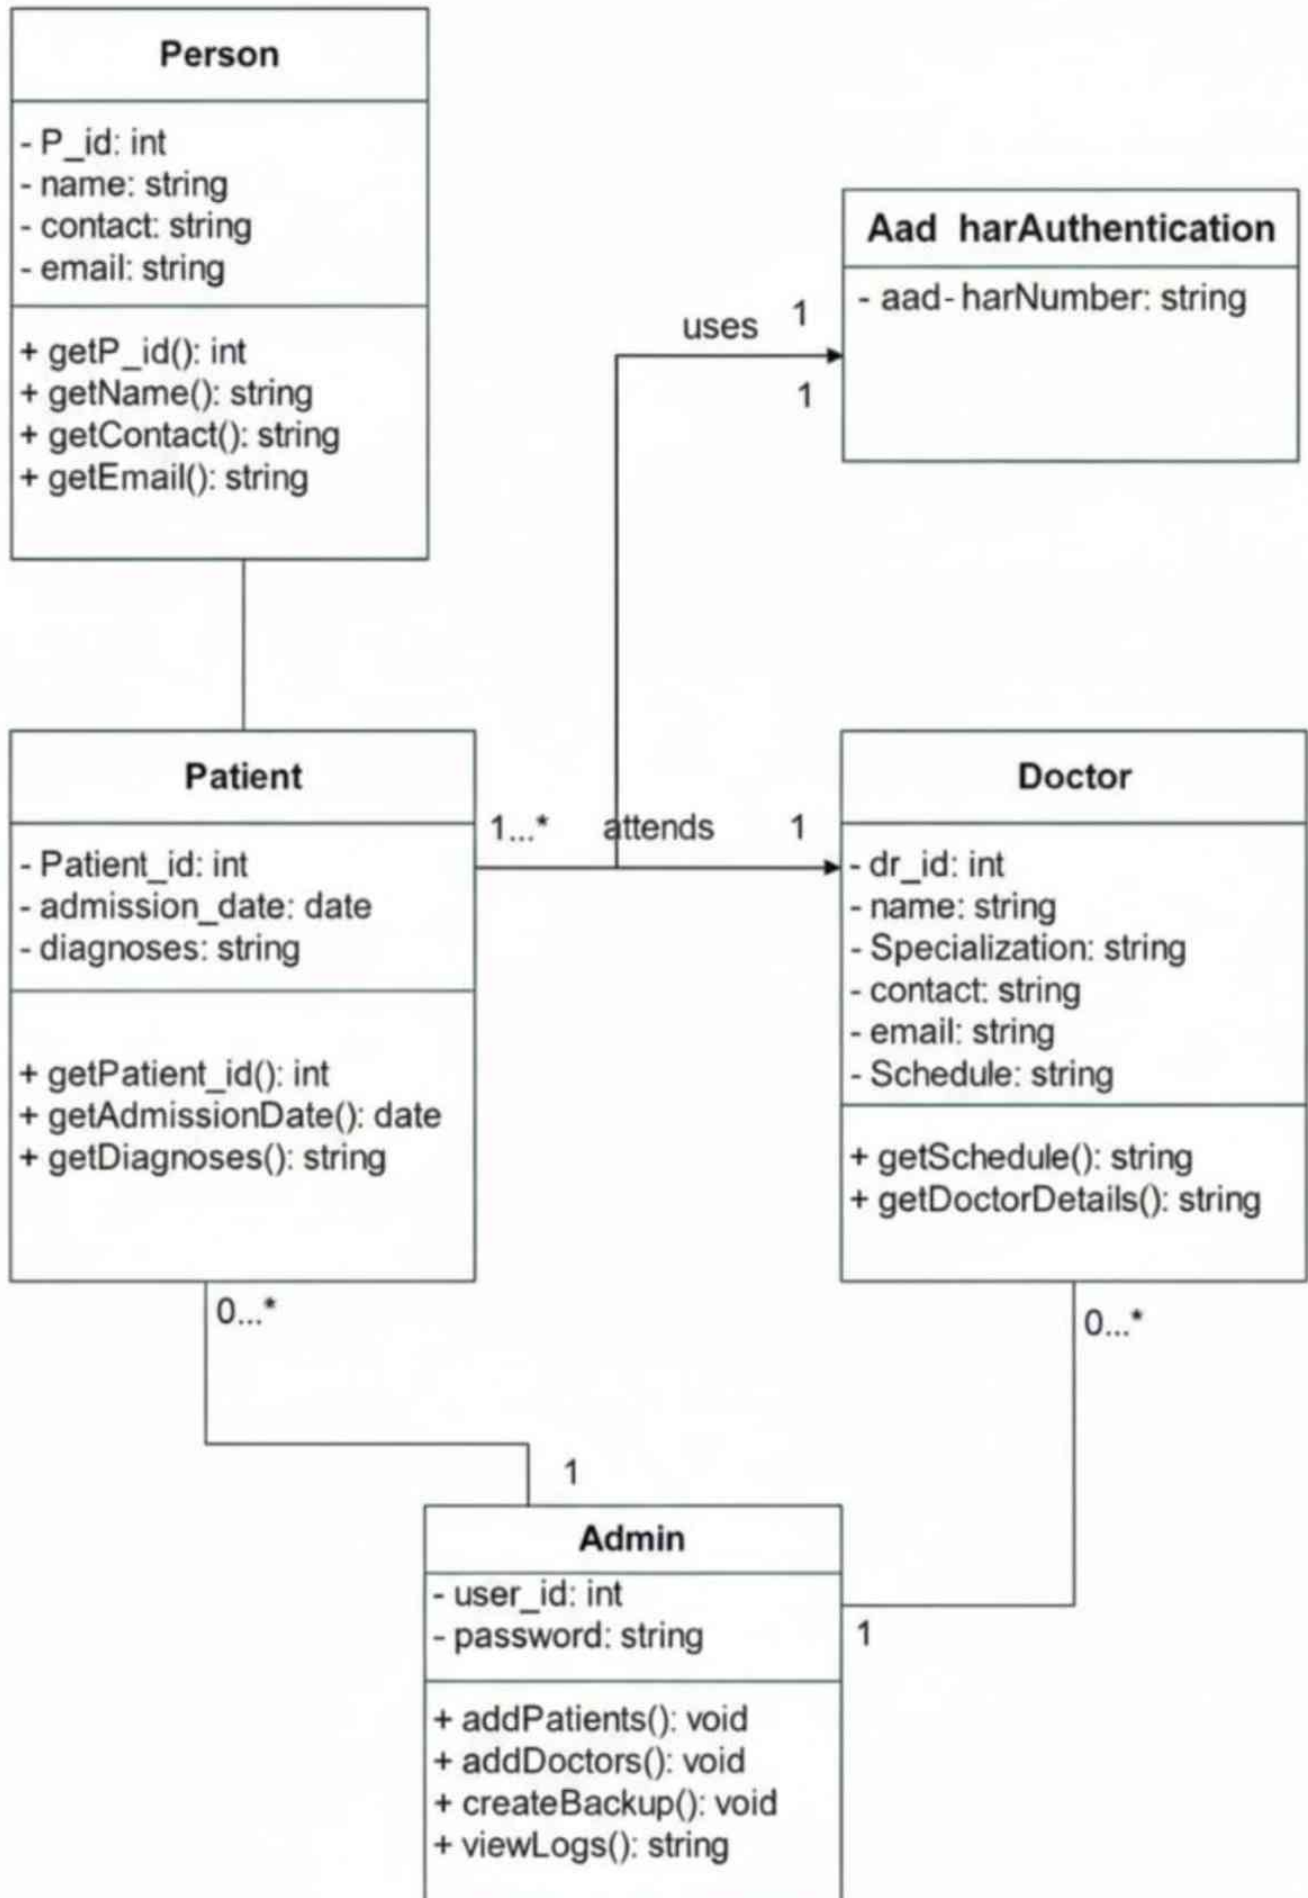 Person
- P_id: int
- name: string
- contact: string
- email: string
+ getP_id(): int
+ getName(): string
+ getContact(): string
+ getEmail(): string
Aad harAuthentication
- aad-harNumber: string
uses 1
1
Patient
- Patient_id: int
- admission_date: date
- diagnoses: string
+ getPatient_id(): int
+ getAdmissionDate(): date
+ getDiagnoses(): string
1...* attends 1
Doctor
- dr_id: int
- name: string
- Specialization: string
- contact: string
- email: string
- Schedule: string
+ getSchedule(): string
+ getDoctorDetails(): string
0...*
0...*
1
Admin
- user_id: int
- password: string
+ addPatients(): void
+ addDoctors(): void
+ createBackup(): void
+ viewLogs(): string
1